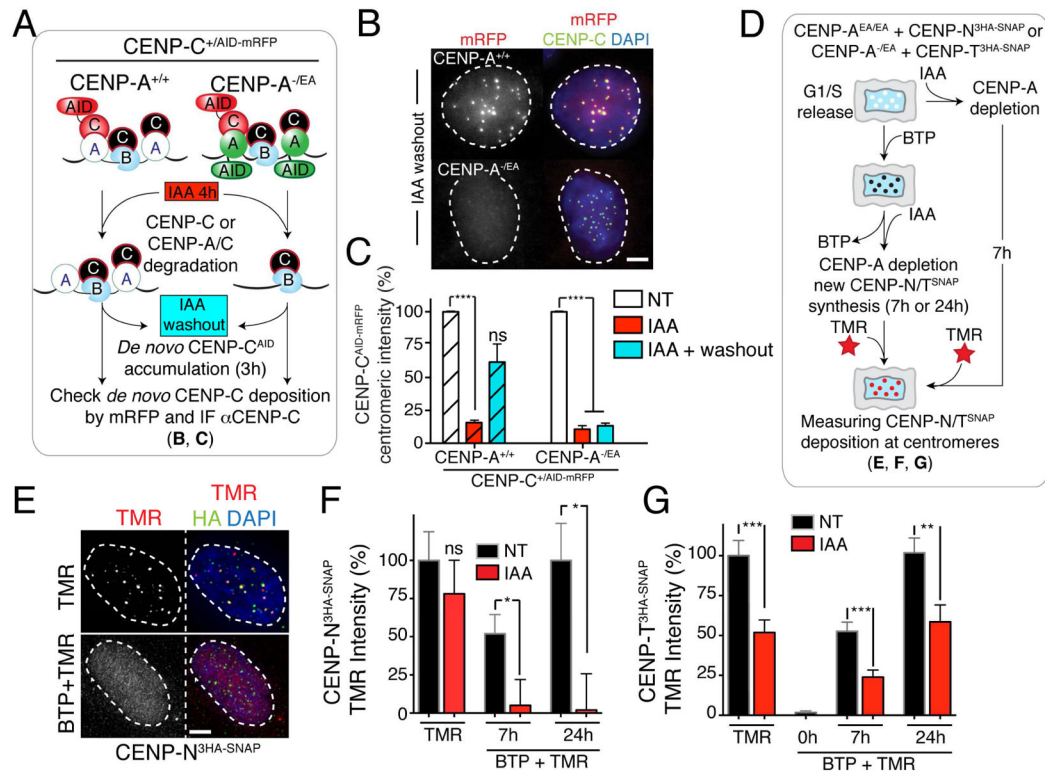 A
CENP-C+/AID-mRFP
CENP-A+/+
CENP-A-/EA
AID
C
C
C
A
B
A
AID
C
C
C
A
B
A
AID
AID
IAA 4h
CENP-C or
CENP-A/C
degradation
C
C
A
B
A
C
B
IAA
washout
De novo CENP-CAID
accumulation (3h)
Check de novo CENP-C deposition
by mRFP and IF αCENP-C
(B, C)
B
mRFP
mRFP
CENP-C DAPI
IAA washout
CENP-A+/+
CENP-A-/EA
C
CENP-CAID-mRFP
centromeric intensity (%)
100
75
50
25
0
***
ns
***
NT
IAA
IAA + washout
CENP-A+/+
CENP-A-/EA
CENP-C+/AID-mRFP
D
CENP-AEA/EA + CENP-N3HA-SNAP or
CENP-A-/EA + CENP-T3HA-SNAP
G1/S
release
IAA
CENP-A
depletion
BTP
BTP
IAA
CENP-A depletion
new CENP-N/TSNAP
synthesis (7h or 24h)
7h
TMR
TMR
Measuring CENP-N/TSNAP
deposition at centromeres
(E, F, G)
E
TMR
TMR
HA DAPI
TMR
BTP+TMR
CENP-N3HA-SNAP
F
CENP-N3HA-SNAP
TMR Intensity (%)
100
75
50
25
0
ns
*
*
NT
IAA
TMR
7h
24h
BTP + TMR
G
CENP-T3HA-SNAP
TMR Intensity (%)
125
100
75
50
25
0
***
***
**
NT
IAA
TMR
0h
7h
24h
BTP + TMR